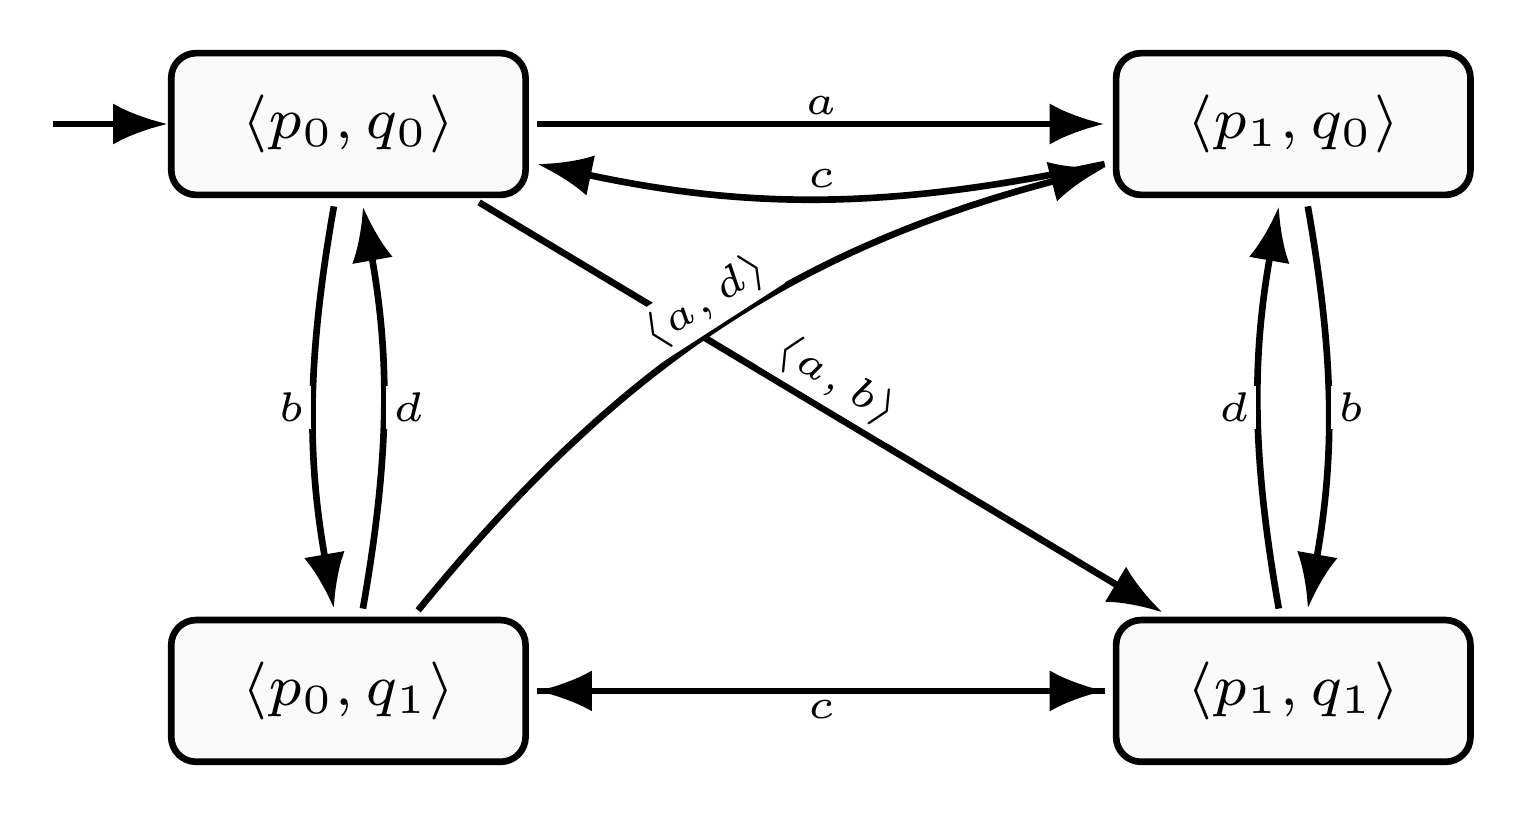 ⟨p₀, q₀⟩
a
⟨p₁, q₀⟩
c
⟨a, d⟩
⟨a, b⟩
b
d
d
b
⟨p₀, q₁⟩
c
⟨p₁, q₁⟩